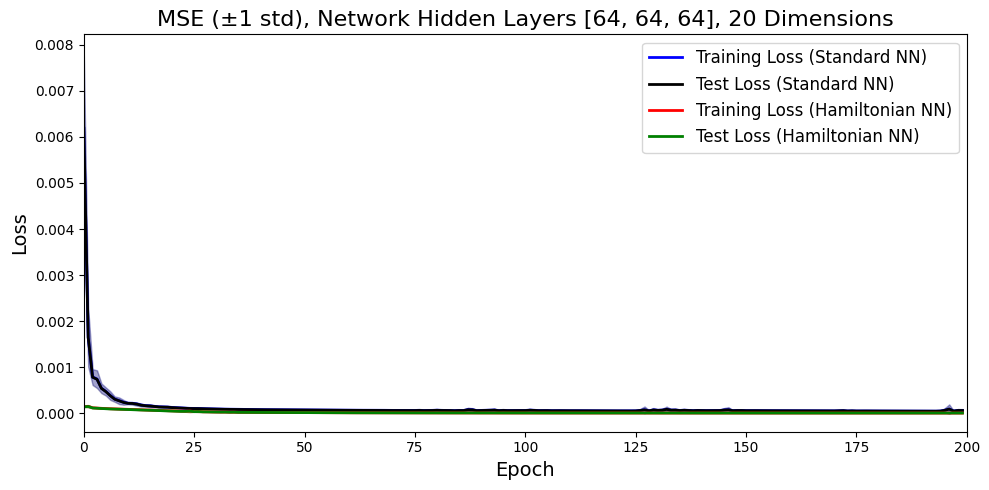 MSE (±1 std), Network Hidden Layers [64, 64, 64], 20 Dimensions
0.008
0.007
0.006
0.005
0.004
0.003
0.002
0.001
0.000
Loss
Training Loss (Standard NN)
Test Loss (Standard NN)
Training Loss (Hamiltonian NN)
Test Loss (Hamiltonian NN)
0 25 50 75 100 125 150 175 200
Epoch